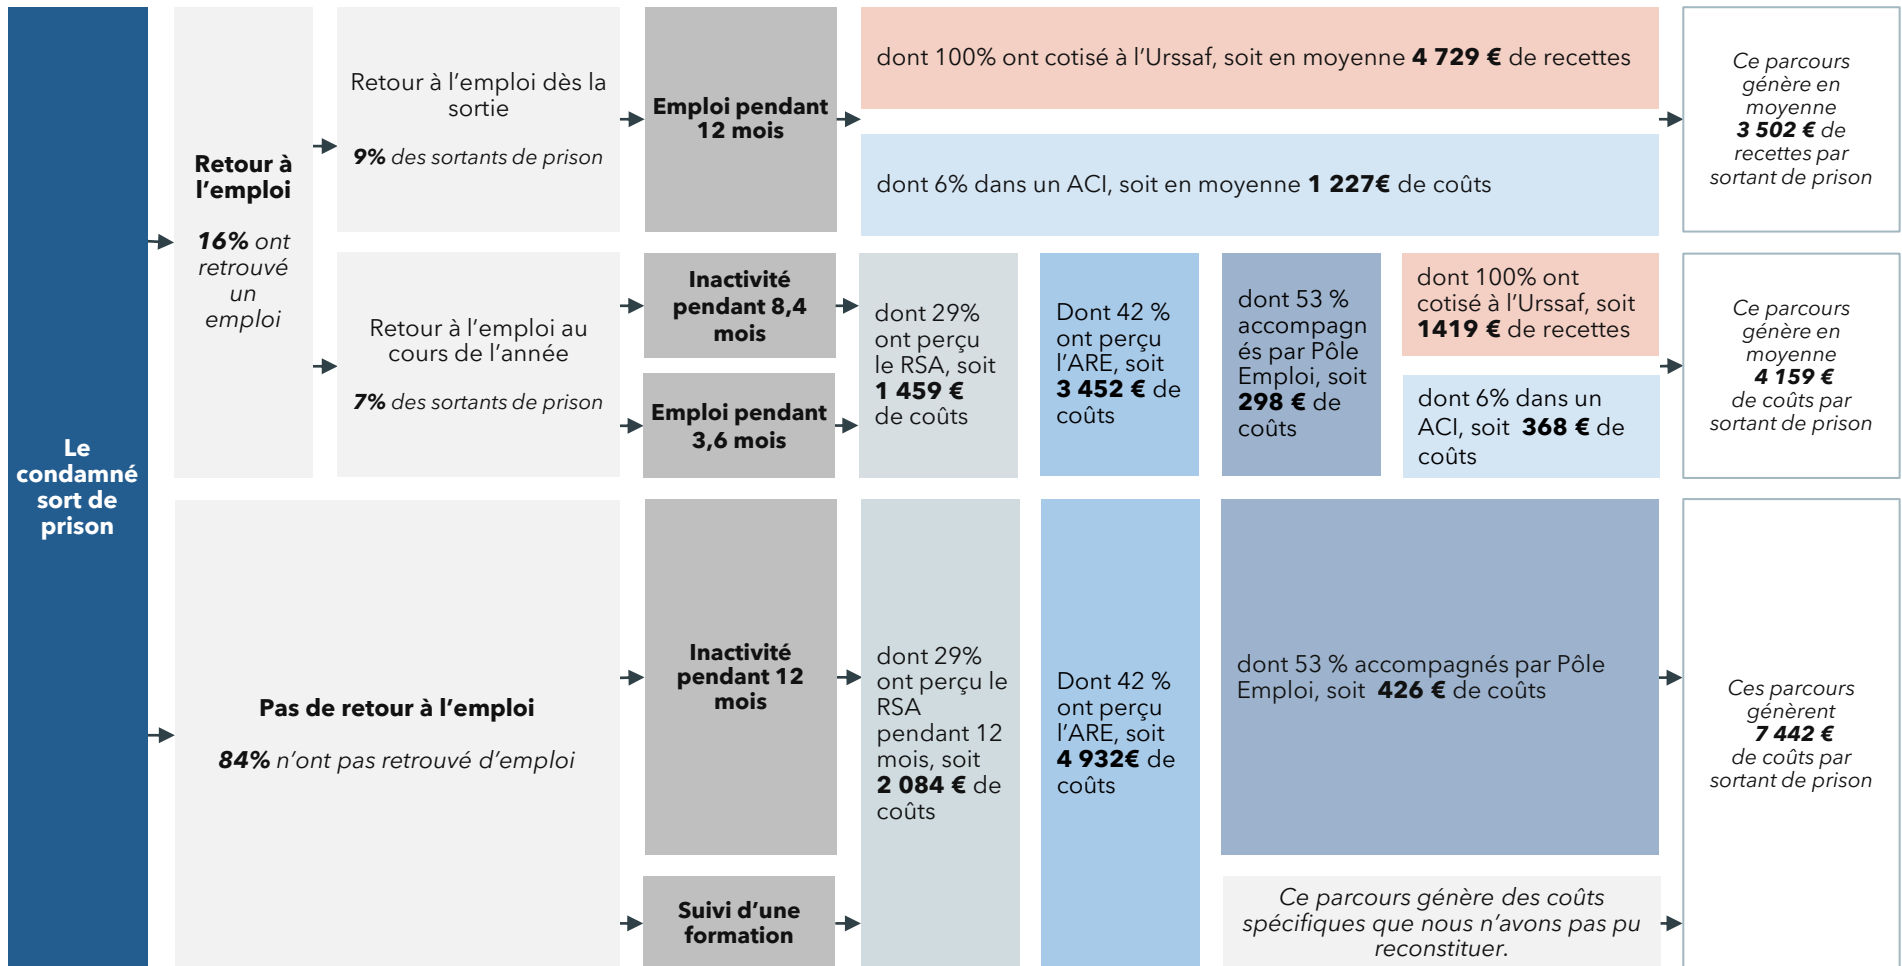 Le
condamné
sort de
prison
Retour à
l’emploi
16% ont
retrouvé
un
emploi
Retour à l’emploi dès la
sortie
9% des sortants de prison
Emploi pendant
12 mois
dont 100% ont cotisé à l’Urssaf, soit en moyenne 4 729 € de recettes
dont 6% dans un ACI, soit en moyenne 1 227€ de coûts
Ce parcours
génère en
moyenne
3 502 € de
recettes par
sortant de prison
Retour à l’emploi au
cours de l’année
7% des sortants de prison
Inactivité
pendant 8,4
mois
Emploi pendant
3,6 mois
dont 29%
ont perçu
le RSA, soit
1 459 €
de coûts
Dont 42 %
ont perçu
l’ARE, soit
3 452 € de
coûts
dont 53 %
accompagn
és par Pôle
Emploi, soit
298 € de
coûts
dont 100% ont
cotisé à l’Urssaf, soit
1419 € de recettes
dont 6% dans un
ACI, soit 368 € de
coûts
Ce parcours
génère en
moyenne
4 159 €
de coûts par
sortant de prison
Pas de retour à l’emploi
84% n’ont pas retrouvé d’emploi
Inactivité
pendant 12
mois
dont 29%
ont perçu le
RSA
pendant 12
mois, soit
2 084 € de
coûts
Dont 42 %
ont perçu
l’ARE, soit
4 932€ de
coûts
dont 53 % accompagnés par Pôle
Emploi, soit 426 € de coûts
Ces parcours
génèrent
7 442 €
de coûts par
sortant de prison
Suivi d’une
formation
Ce parcours génère des coûts
spécifiques que nous n’avons pas pu
reconstituer.